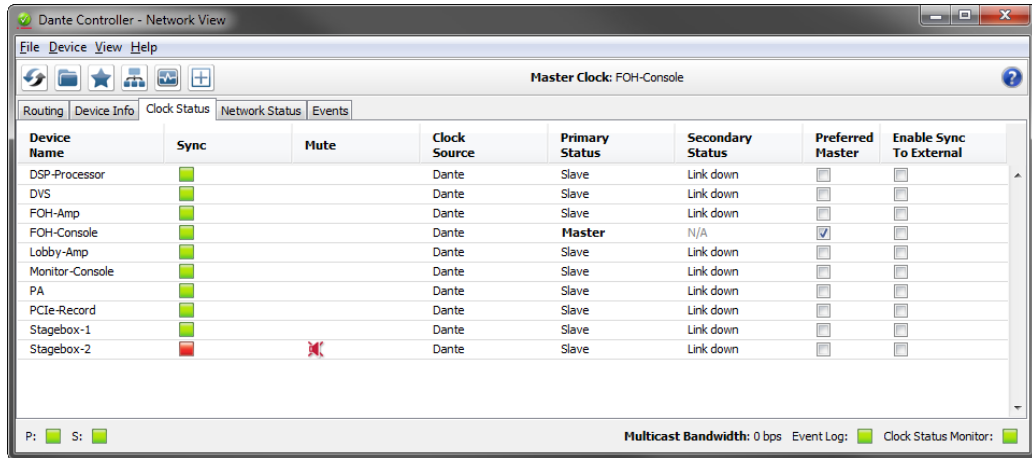 Dante Controller - Network View
File Device View Help
Master Clock: FOH-Console
?
Routing Device Info Clock Status Network Status Events
Device Name Sync Mute Clock Source Primary Status Secondary Status Preferred Master Enable Sync To External
DSP-Processor Dante Slave Link down
DVS Dante Slave Link down
FOH-Amp Dante Slave Link down
FOH-Console Dante Master N/A
Lobby-Amp Dante Slave Link down
Monitor-Console Dante Slave Link down
PA Dante Slave Link down
PCIe-Record Dante Slave Link down
Stagebox-1 Dante Slave Link down
Stagebox-2 Dante Slave Link down
P: S: Multicast Bandwidth: 0 bps Event Log: Clock Status Monitor: